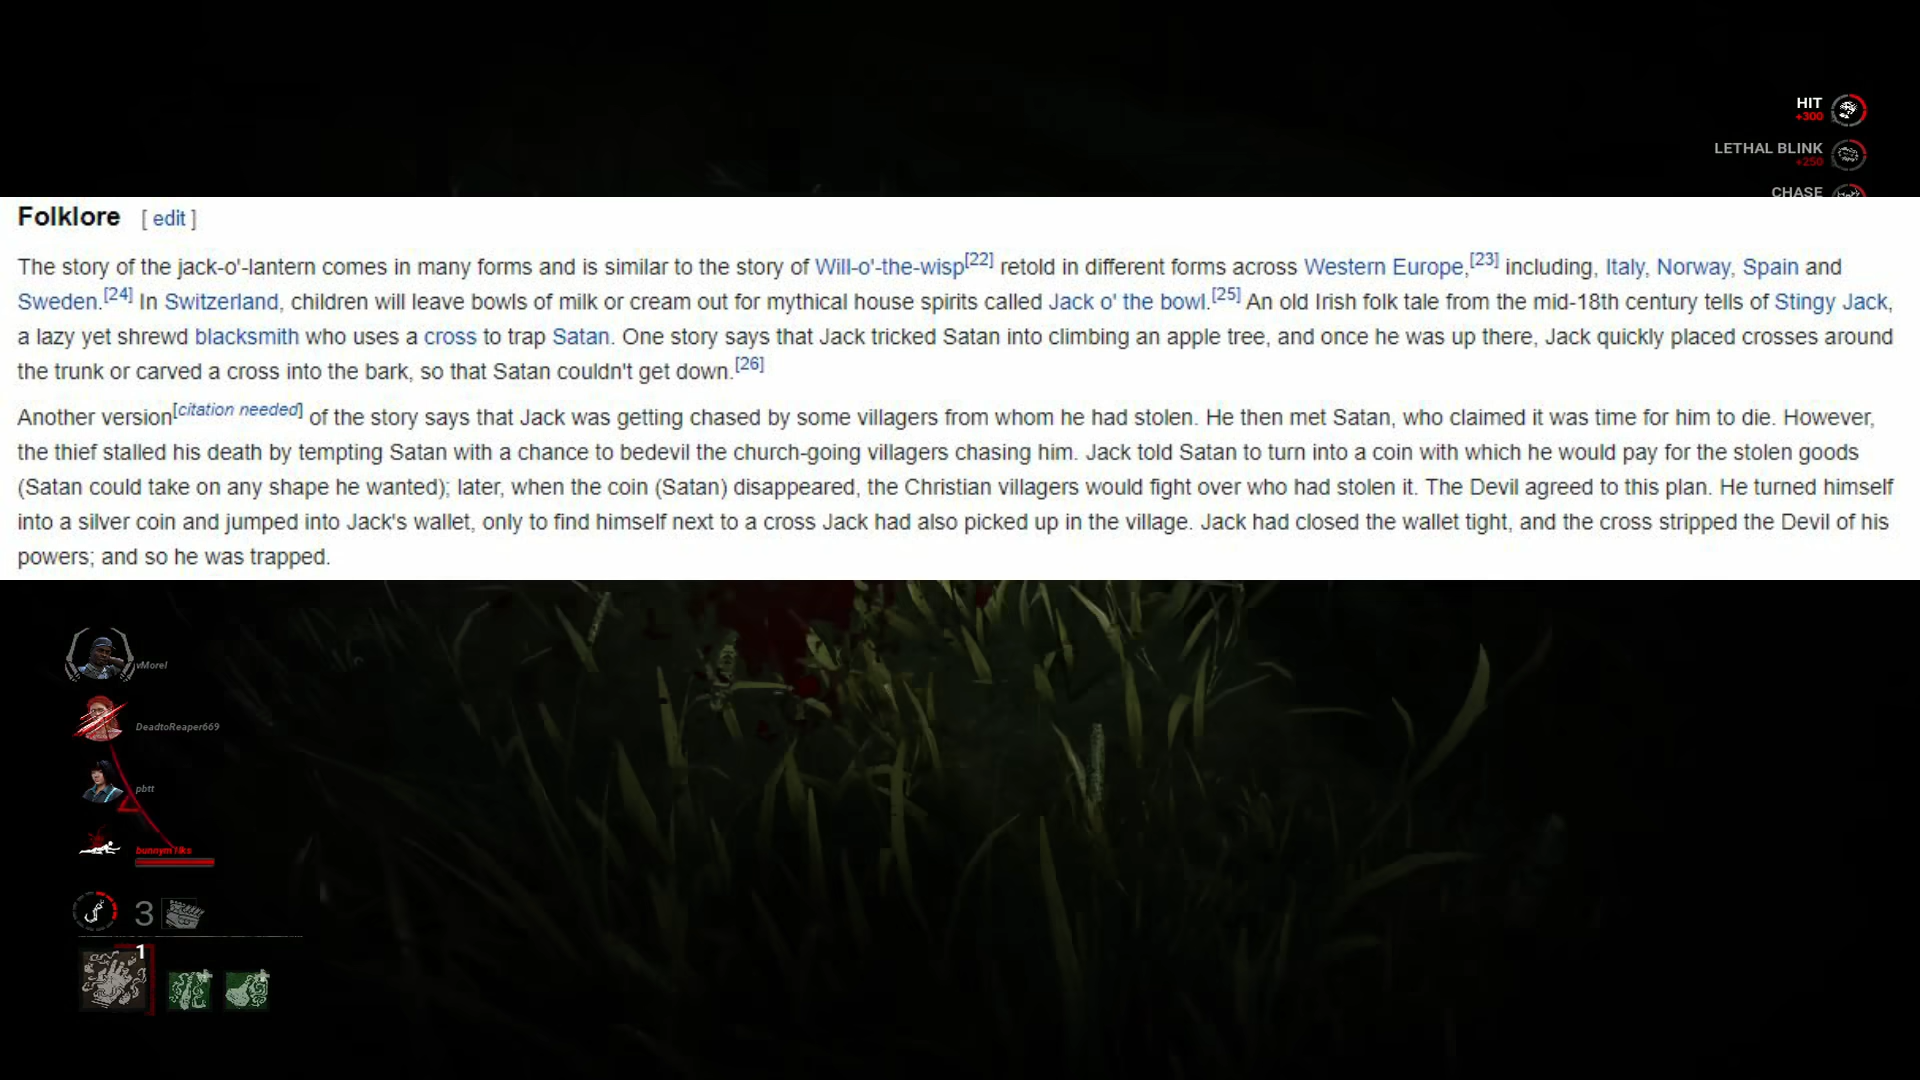 HIT
+300
LETHAL BLINK
+250
CHASE
Folklore [ edit ]
The story of the jack-o'-lantern comes in many forms and is similar to the story of Will-o'-the-wisp[22] retold in different forms across Western Europe,[23] including, Italy, Norway, Spain and
Sweden.[24] In Switzerland, children will leave bowls of milk or cream out for mythical house spirits called Jack o' the bowl.[25] An old Irish folk tale from the mid-18th century tells of Stingy Jack,
a lazy yet shrewd blacksmith who uses a cross to trap Satan. One story says that Jack tricked Satan into climbing an apple tree, and once he was up there, Jack quickly placed crosses around
the trunk or carved a cross into the bark, so that Satan couldn't get down.[26]
Another version[citation needed] of the story says that Jack was getting chased by some villagers from whom he had stolen. He then met Satan, who claimed it was time for him to die. However,
the thief stalled his death by tempting Satan with a chance to bedevil the church-going villagers chasing him. Jack told Satan to turn into a coin with which he would pay for the stolen goods
(Satan could take on any shape he wanted); later, when the coin (Satan) disappeared, the Christian villagers would fight over who had stolen it. The Devil agreed to this plan. He turned himself
into a silver coin and jumped into Jack's wallet, only to find himself next to a cross Jack had also picked up in the village. Jack had closed the wallet tight, and the cross stripped the Devil of his
powers; and so he was trapped.
vMorel
DeadtoReaper669
pbtt
3
1